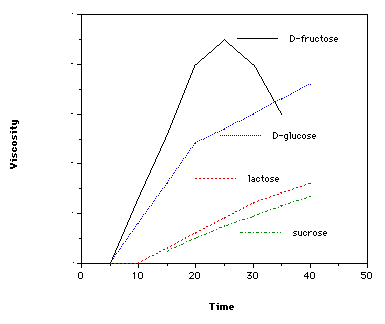 D-fructose
D-glucose
lactose
sucrose
Viscosity
0
10
20
30
40
50
Time